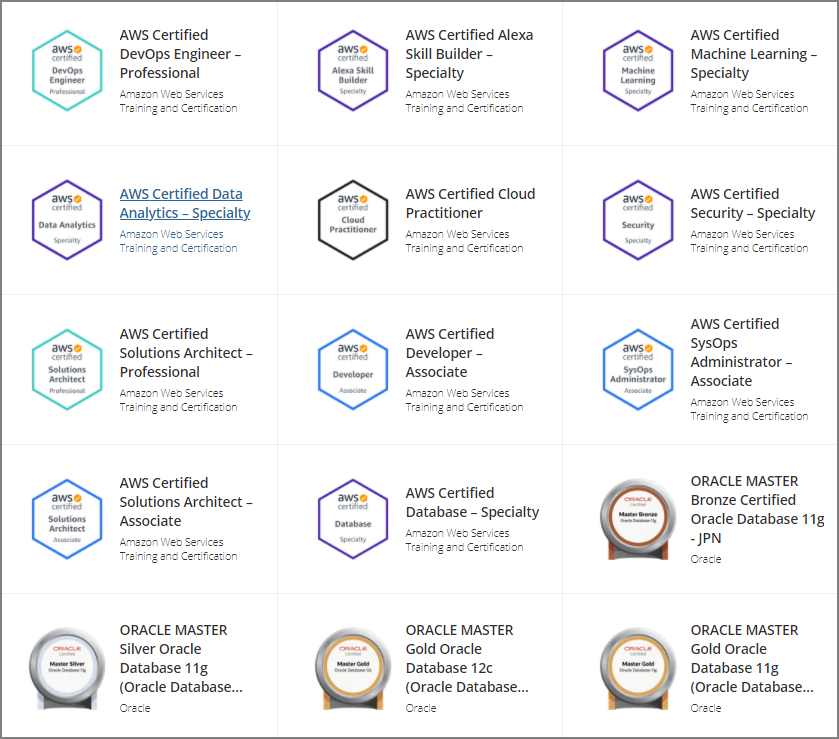 aws
certified
DevOps
Engineer
Professional
AWS Certified
DevOps Engineer –
Professional
Amazon Web Services
Training and Certification
aws
certified
Alexa Skill
Builder
Specialty
AWS Certified Alexa
Skill Builder –
Specialty
Amazon Web Services
Training and Certification
aws
certified
Machine
Learning
Specialty
AWS Certified
Machine Learning –
Specialty
Amazon Web Services
Training and Certification
aws
certified
Data Analytics
Specialty
AWS Certified Data
Analytics – Specialty
Amazon Web Services
Training and Certification
aws
certified
Cloud
Practitioner
AWS Certified Cloud
Practitioner
Amazon Web Services
Training and Certification
aws
certified
Security
Specialty
AWS Certified
Security – Specialty
Amazon Web Services
Training and Certification
aws
certified
Solutions
Architect
Professional
AWS Certified
Solutions Architect –
Professional
Amazon Web Services
Training and Certification
aws
certified
Developer
Associate
AWS Certified
Developer –
Associate
Amazon Web Services
Training and Certification
aws
certified
SysOps
Administrator
Associate
AWS Certified
SysOps
Administrator –
Associate
Amazon Web Services
Training and Certification
aws
certified
Solutions
Architect
Associate
AWS Certified
Solutions Architect –
Associate
Amazon Web Services
Training and Certification
aws
certified
Database
Specialty
AWS Certified
Database – Specialty
Amazon Web Services
Training and Certification
ORACLE
Certified
Master Bronze
Oracle Database 11g
ORACLE MASTER
Bronze Certified
Oracle Database 11g
- JPN
Oracle
ORACLE
Certified
Master Silver
Oracle Database 11g
ORACLE MASTER
Silver Oracle
Database 11g
(Oracle Database...
Oracle
ORACLE
Certified
Master Gold
Oracle Database 12c
ORACLE MASTER
Gold Oracle
Database 12c
(Oracle Database...
Oracle
ORACLE
Certified
Master Gold
Oracle Database 11g
ORACLE MASTER
Gold Oracle
Database 11g
(Oracle Database...
Oracle